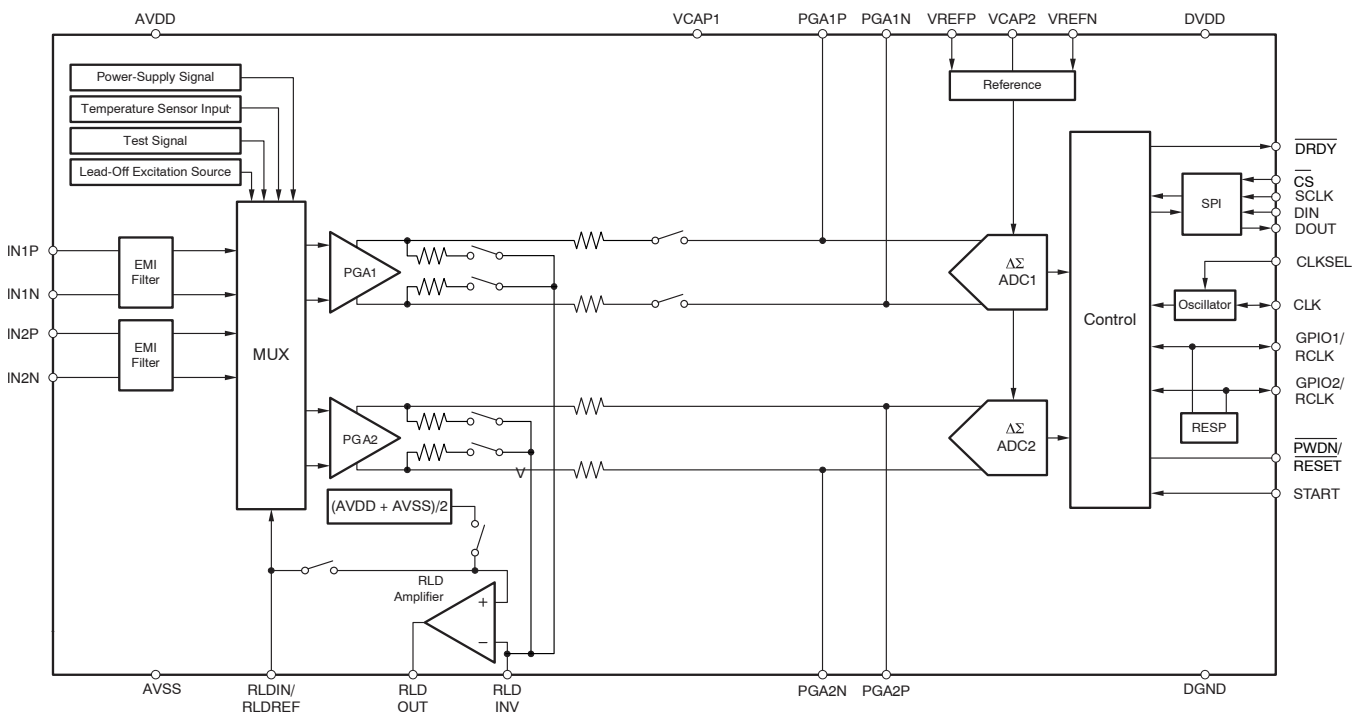 AVDD
VCAP1
PGA1P
PGA1N
VREFP
VCAP2
VREFN
DVDD
Power-Supply Signal
Temperature Sensor Input
Test Signal
Lead-Off Excitation Source
Reference
DRDY
CS
SCLK
DIN
DOUT
SPI
IN1P
IN1N
IN2P
IN2N
EMI
Filter
EMI
Filter
MUX
PGA1
PGA2
ΔΣ
ADC1
ΔΣ
ADC2
Control
CLKSEL
Oscillator
CLK
GPIO1/
RCLK
GPIO2/
RCLK
RESP
PWDN/
RESET
START
V
(AVDD + AVSS)/2
RLD
Amplifier
+
−
AVSS
RLDIN/
RLDREF
RLD
OUT
RLD
INV
PGA2N
PGA2P
DGND